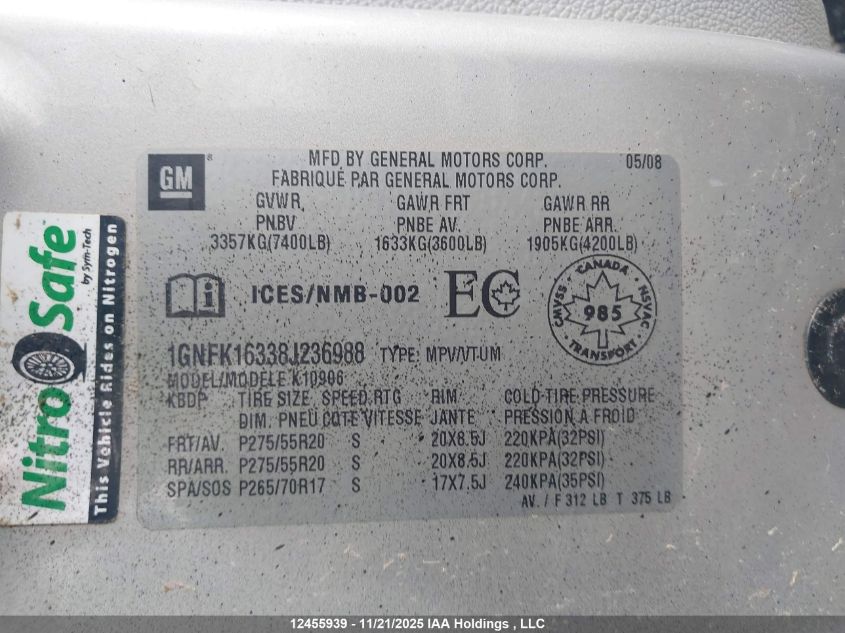 Nitro Safe
by Sym-Tech
This Vehicle Rides on Nitrogen
GM
MFD BY GENERAL MOTORS CORP. 05/08
FABRIQUÉ PAR GENERAL MOTORS CORP.
GVWR GAWR FRT GAWR RR
PNBV PNBE AV. PNBE ARR.
3357KG(7400LB) 1633KG(3600LB) 1905KG(4200LB)
ICES/NMB-002 EC
CANADA
CMVSS 985 NSVAC
TRANSPORT
1GNFK16338J236988 TYPE: MPV/VTUM
MODEL/MODELE K10906
KBDP TIRE SIZE SPEED RTG RIM COLD TIRE PRESSURE
DIM. PNEU COTE VITESSE JANTE PRESSION A FROID
FRT/AV. P275/55R20 S 20X8.5J 220KPA(32PSI)
RR/ARR. P275/55R20 S 20X8.5J 220KPA(32PSI)
SPA/SOS P265/70R17 S 17X7.5J 240KPA(35PSI)
AV. / F 312 LB T 375 LB
12455939 - 11/21/2025 IAA Holdings , LLC